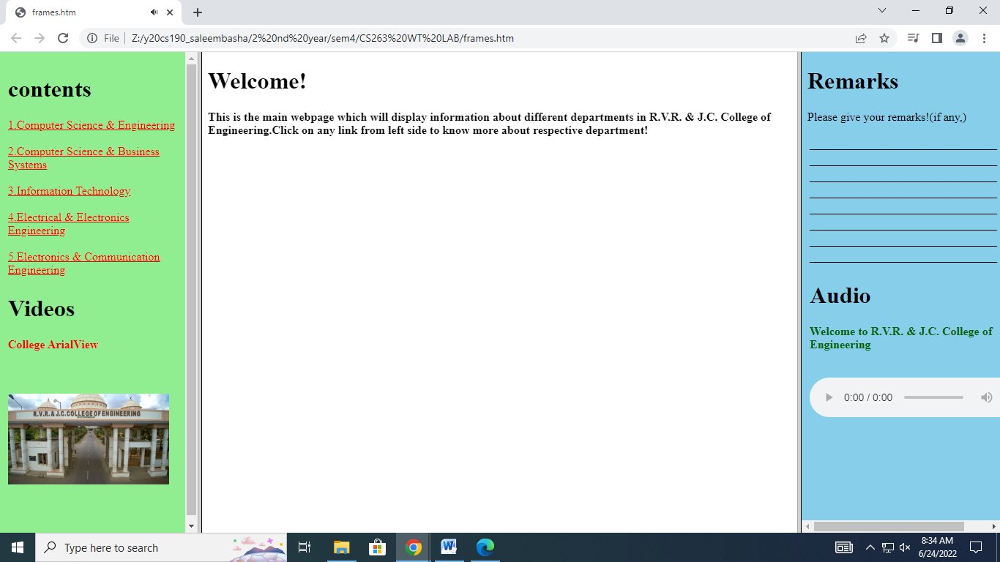 frames.htm
File
Z:/y20cs190_saleembasha/2%20nd%20year/sem4/CS263%20WT%20LAB/frames.htm
contents
1.Computer Science & Engineering
2.Computer Science & Business
Systems
3.Information Technology
4.Electrical & Electronics
Engineering
5.Electronics & Communication
Engineering
Videos
College ArialView
R.V.R. & J.C. COLLEGE OF ENGINEERING
Welcome!
This is the main webpage which will display information about different departments in R.V.R. & J.C. College of
Engineering.Click on any link from left side to know more about respective department!
Remarks
Please give your remarks!(if any,)
Audio
Welcome to R.V.R. & J.C. College of
Engineering
0:00 / 0:00
Type here to search
W
8:34 AM
6/24/2022